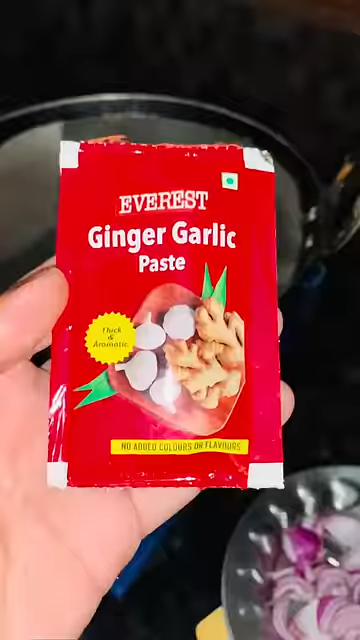 EVEREST
Ginger Garlic
Paste
Thick
&
Aromatic
NO ADDED COLOURS OR FLAVOURS